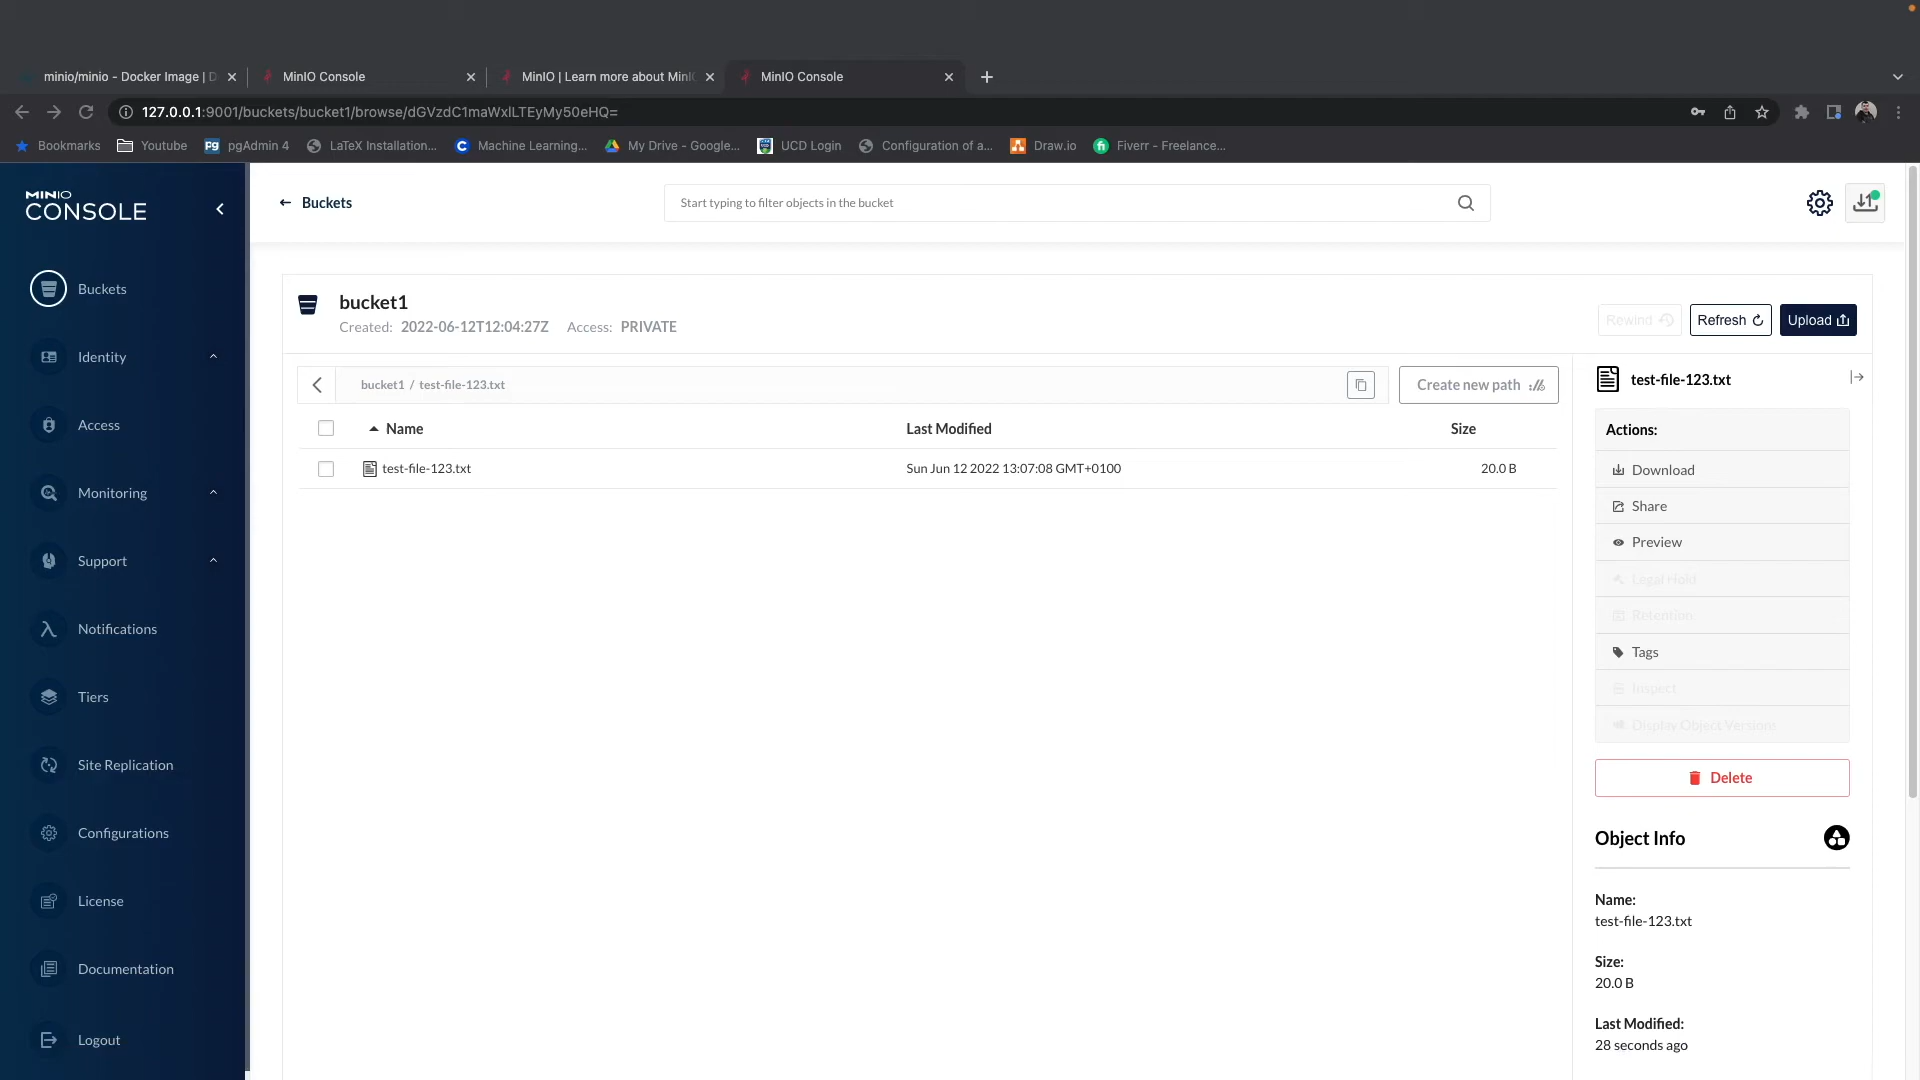 minio/minio - Docker Image | D
MinIO Console
MinIO | Learn more about MinIO
MinIO Console
127.0.0.1:9001/buckets/bucket1/browse/dGVzdC1maWxlLTEyMy50eHQ=
Bookmarks
Youtube
pgAdmin 4
LaTeX Installation...
Machine Learning...
My Drive - Google...
UCD Login
Configuration of a...
Draw.io
Fiverr - Freelance...
MINIO
CONSOLE
Buckets
Identity
Access
Monitoring
Support
Notifications
Tiers
Site Replication
Configurations
License
Documentation
Logout
Buckets
Start typing to filter objects in the bucket
bucket1
Created: 2022-06-12T12:04:27Z Access: PRIVATE
Rewind
Refresh
Upload
bucket1 / test-file-123.txt
Create new path
Name
Last Modified
Size
test-file-123.txt
Sun Jun 12 2022 13:07:08 GMT+0100
20.0 B
test-file-123.txt
Actions:
Download
Share
Preview
Legal Hold
Retention
Tags
Inspect
Display Object Versions
Delete
Object Info
Name:
test-file-123.txt
Size:
20.0 B
Last Modified:
28 seconds ago